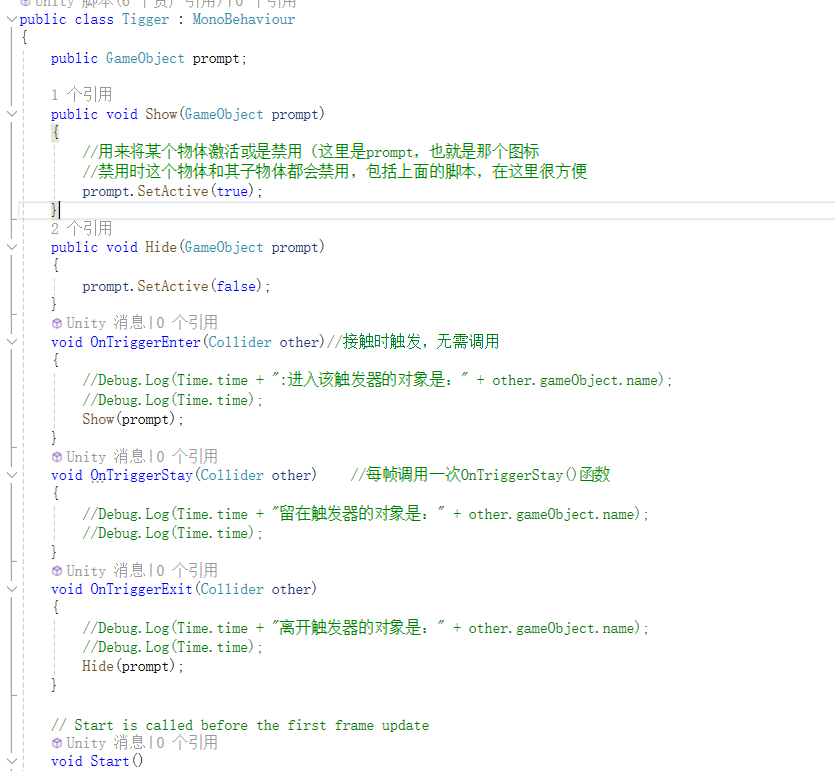 Unity 脚本(6 个资产引用)|0 个引用
public class Tigger : MonoBehaviour
{
public GameObject prompt;
1 个引用
public void Show(GameObject prompt)
{
//用来将某个物体激活或是禁用（这里是prompt，也就是那个图标
//禁用时这个物体和其子物体都会禁用，包括上面的脚本，在这里很方便
prompt.SetActive(true);
}
2 个引用
public void Hide(GameObject prompt)
{
prompt.SetActive(false);
}
Unity 消息|0 个引用
void OnTriggerEnter(Collider other)//接触时触发，无需调用
{
//Debug.Log(Time.time + ":进入该触发器的对象是：" + other.gameObject.name);
//Debug.Log(Time.time);
Show(prompt);
}
Unity 消息|0 个引用
void OnTriggerStay(Collider other) //每帧调用一次OnTriggerStay()函数
{
//Debug.Log(Time.time + "留在触发器的对象是：" + other.gameObject.name);
//Debug.Log(Time.time);
}
Unity 消息|0 个引用
void OnTriggerExit(Collider other)
{
//Debug.Log(Time.time + "离开触发器的对象是：" + other.gameObject.name);
//Debug.Log(Time.time);
Hide(prompt);
}
// Start is called before the first frame update
Unity 消息|0 个引用
void Start()